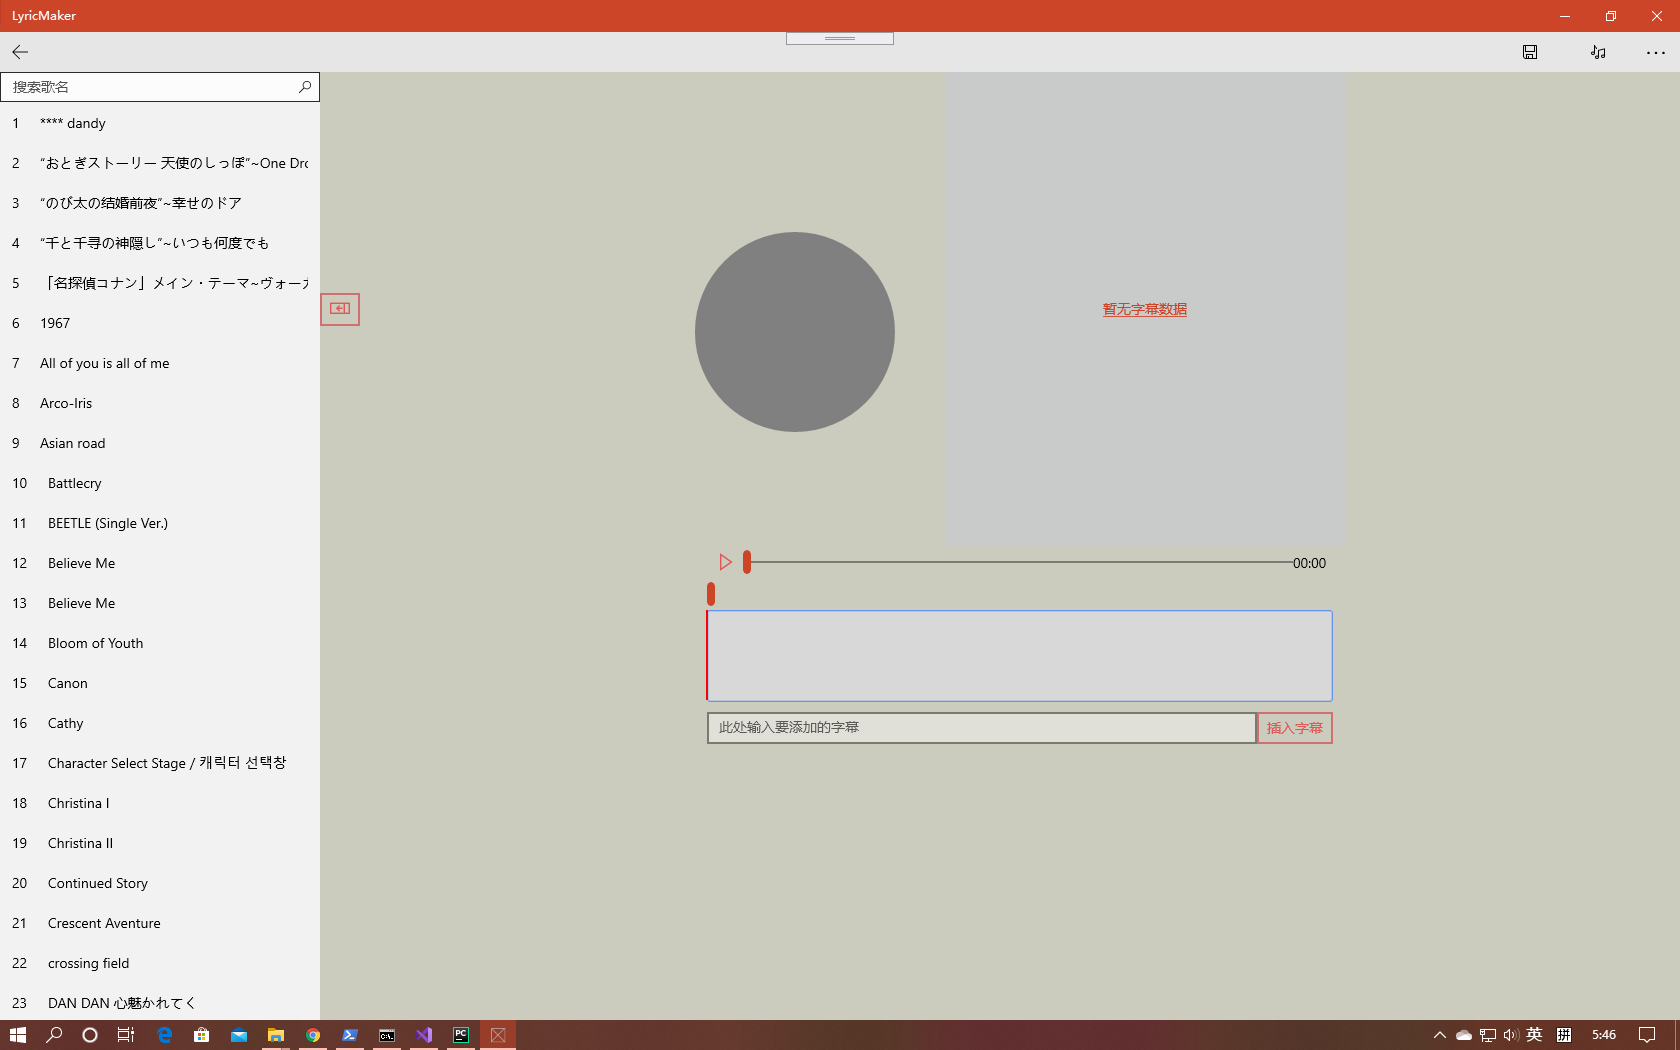 LyricMaker
搜索歌名
1 **** dandy
2 “おとぎストーリー 天使のしっぽ”~One Dro
3 “のび太の结婚前夜”~幸せのドア
4 “千と千寻の神隠し”~いつも何度でも
5 「名探偵コナン」メイン・テーマ~ヴォーカ
6 1967
7 All of you is all of me
8 Arco-Iris
9 Asian road
10 Battlecry
11 BEETLE (Single Ver.)
12 Believe Me
13 Believe Me
14 Bloom of Youth
15 Canon
16 Cathy
17 Character Select Stage / 캐릭터 선택창
18 Christina I
19 Christina II
20 Continued Story
21 Crescent Aventure
22 crossing field
23 DAN DAN 心魅かれてく
暂无字幕数据
00:00
此处输入要添加的字幕
插入字幕
英 拼 5:46